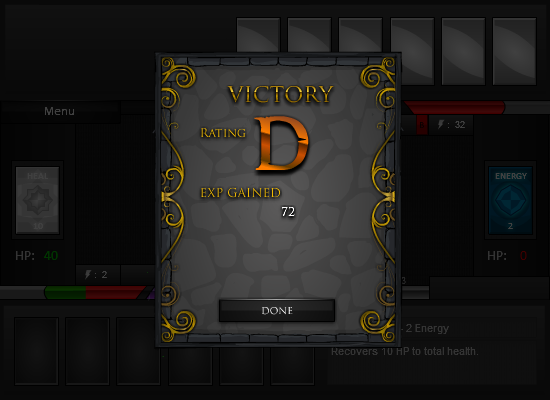 VICTORY
RATING
D
Menu
: 32
EXP GAINED
72
HEAL
10
ENERGY
2
HP: 40
HP: 0
: 2
DONE
- 2 Energy
Recovers 10 HP to total health.